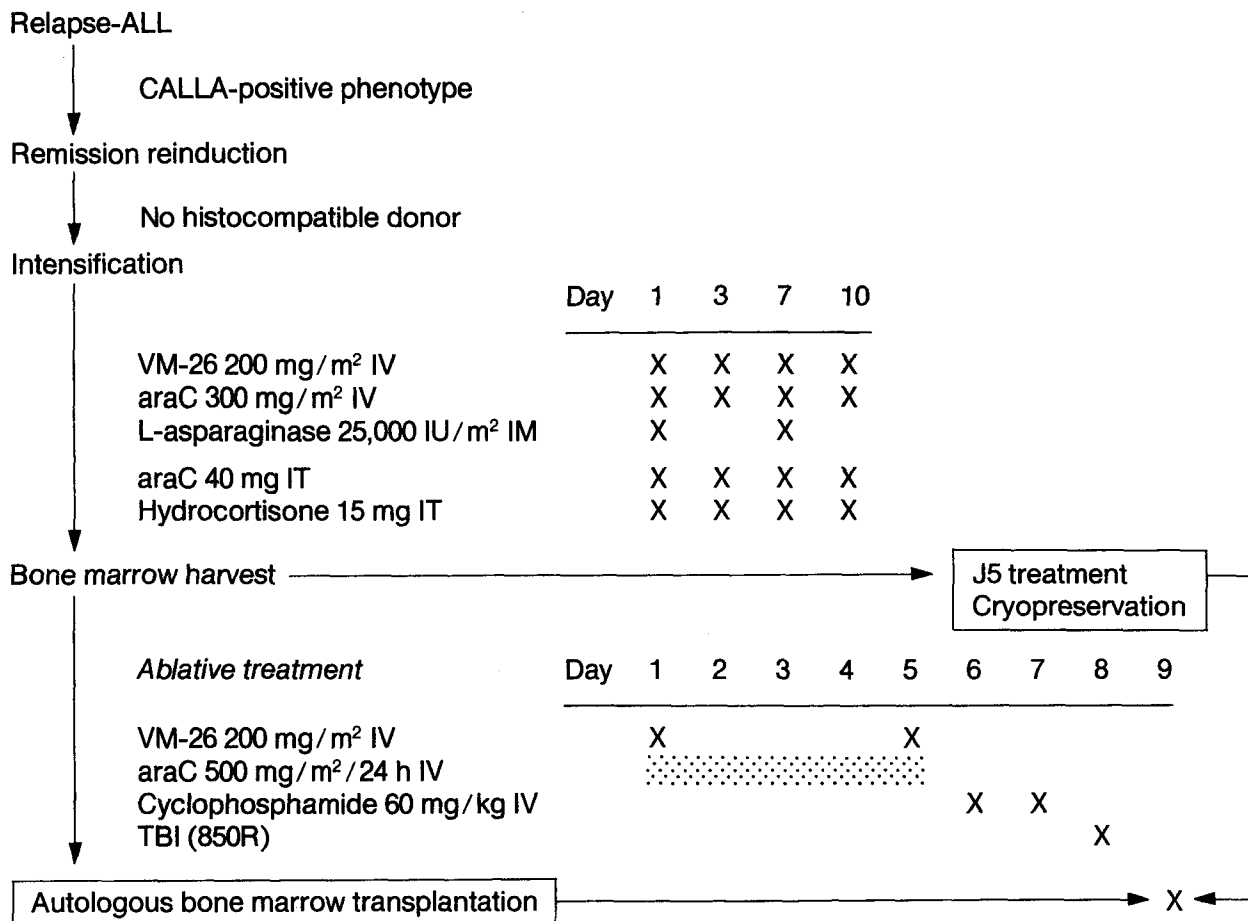 Relapse-ALL
CALLA-positive phenotype
Remission reinduction
No histocompatible donor
Intensification
Day 1 3 7 10
VM-26 200 mg/m² IV X X X X
araC 300 mg/m² IV X X X X
L-asparaginase 25,000 IU/m² IM X X
araC 40 mg IT X X X X
Hydrocortisone 15 mg IT X X X X
Bone marrow harvest
J5 treatment
Cryopreservation
Ablative treatment Day 1 2 3 4 5 6 7 8 9
VM-26 200 mg/m² IV X X
araC 500 mg/m²/24 h IV
Cyclophosphamide 60 mg/kg IV X X
TBI (850R) X
Autologous bone marrow transplantation X